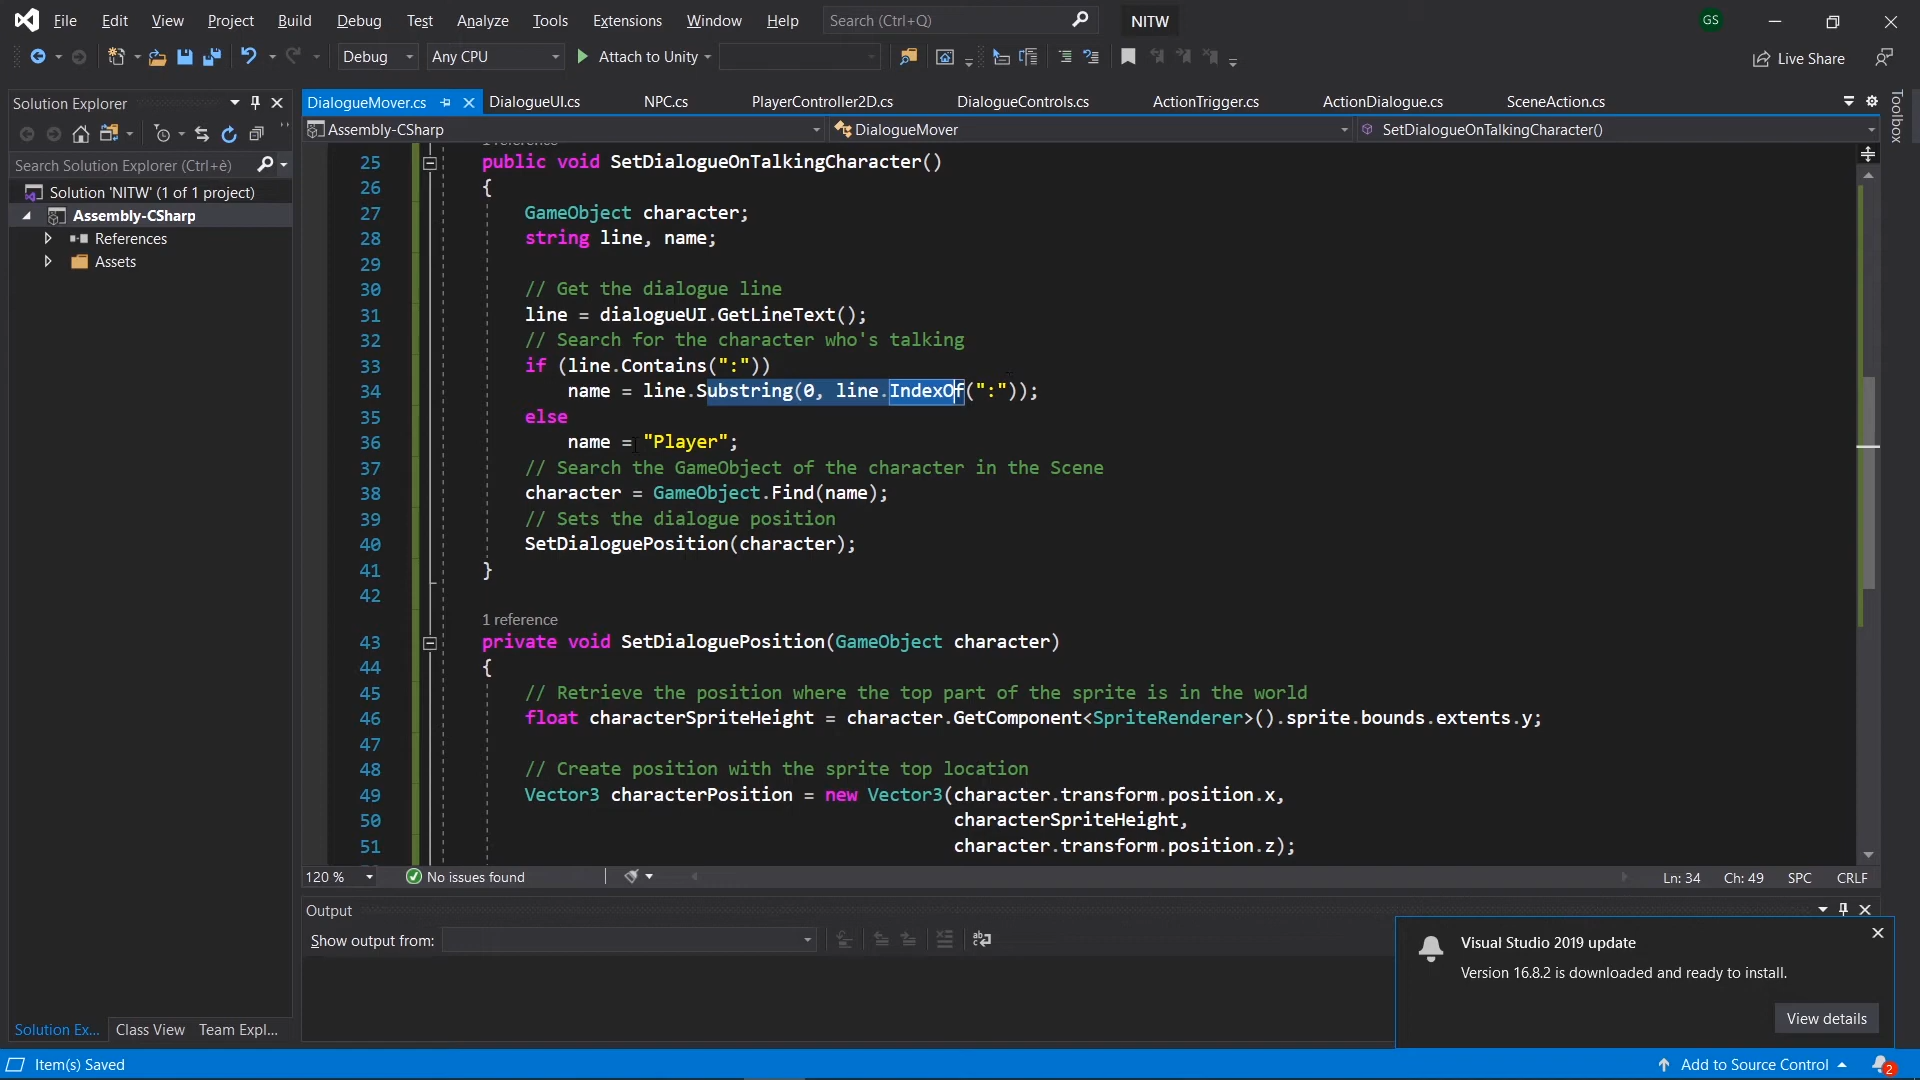 File Edit View Project Build Debug Test Analyze Tools Extensions Window Help Search (Ctrl+Q) NITW GS
Debug Any CPU Attach to Unity Live Share
Solution Explorer
Search Solution Explorer (Ctrl+è)
Solution 'NITW' (1 of 1 project)
Assembly-CSharp
References
Assets
DialogueMover.cs DialogueUI.cs NPC.cs PlayerController2D.cs DialogueControls.cs ActionTrigger.cs ActionDialogue.cs SceneAction.cs
Toolbox
Assembly-CSharp DialogueMover SetDialogueOnTalkingCharacter()
1 reference
25 public void SetDialogueOnTalkingCharacter()
26 {
27 GameObject character;
28 string line, name;
29
30 // Get the dialogue line
31 line = dialogueUI.GetLineText();
32 // Search for the character who's talking
33 if (line.Contains(":"))
34 name = line.Substring(0, line.IndexOf(":"));
35 else
36 name = "Player";
37 // Search the GameObject of the character in the Scene
38 character = GameObject.Find(name);
39 // Sets the dialogue position
40 SetDialoguePosition(character);
41 }
42
1 reference
43 private void SetDialoguePosition(GameObject character)
44 {
45 // Retrieve the position where the top part of the sprite is in the world
46 float characterSpriteHeight = character.GetComponent<SpriteRenderer>().sprite.bounds.extents.y;
47
48 // Create position with the sprite top location
49 Vector3 characterPosition = new Vector3(character.transform.position.x,
50 characterSpriteHeight,
51 character.transform.position.z);
120 % No issues found Ln: 34 Ch: 49 SPC CRLF
Output
Show output from:
Visual Studio 2019 update
Version 16.8.2 is downloaded and ready to install.
View details
Solution Ex... Class View Team Expl...
Item(s) Saved Add to Source Control 2